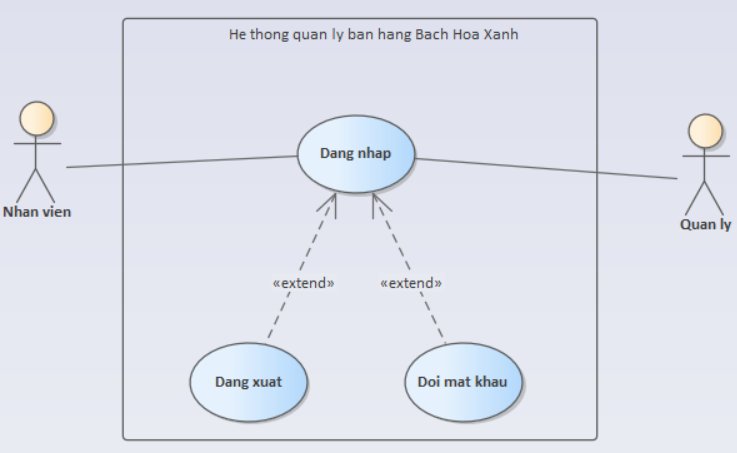 He thong quan ly ban hang Bach Hoa Xanh
Dang nhap
Nhan vien
Quan ly
«extend»
«extend»
Dang xuat
Doi mat khau